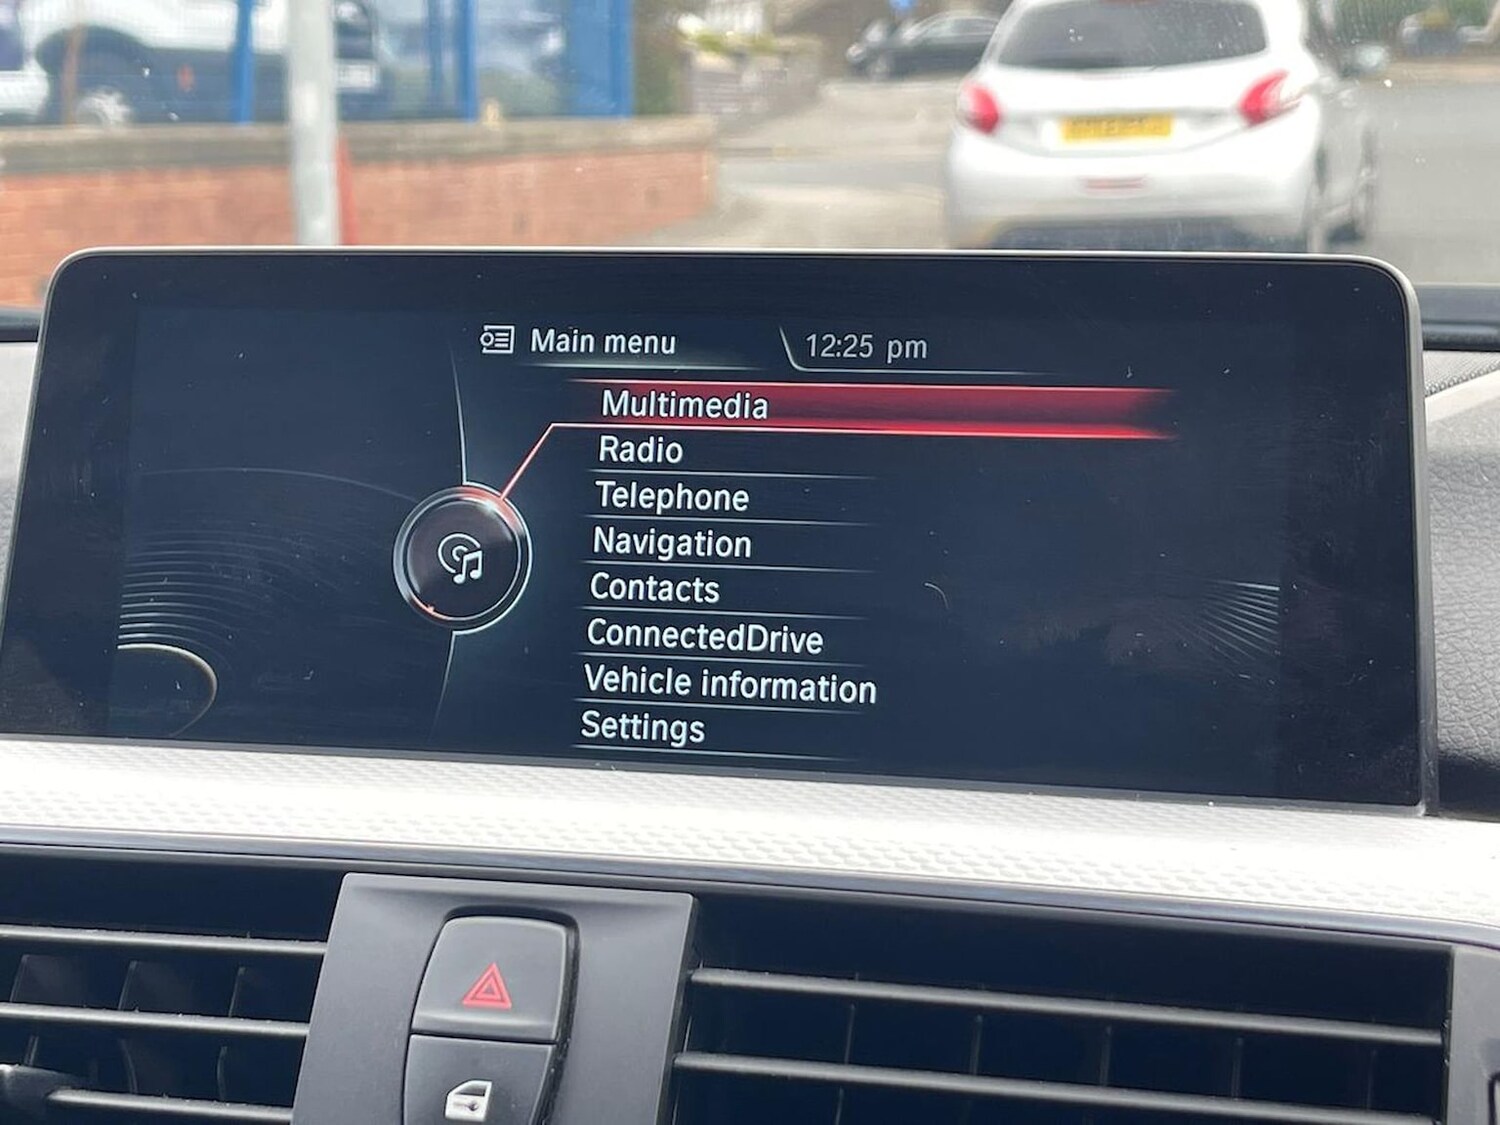 Main menu
12:25 pm
Multimedia
Radio
Telephone
Navigation
Contacts
ConnectedDrive
Vehicle information
Settings